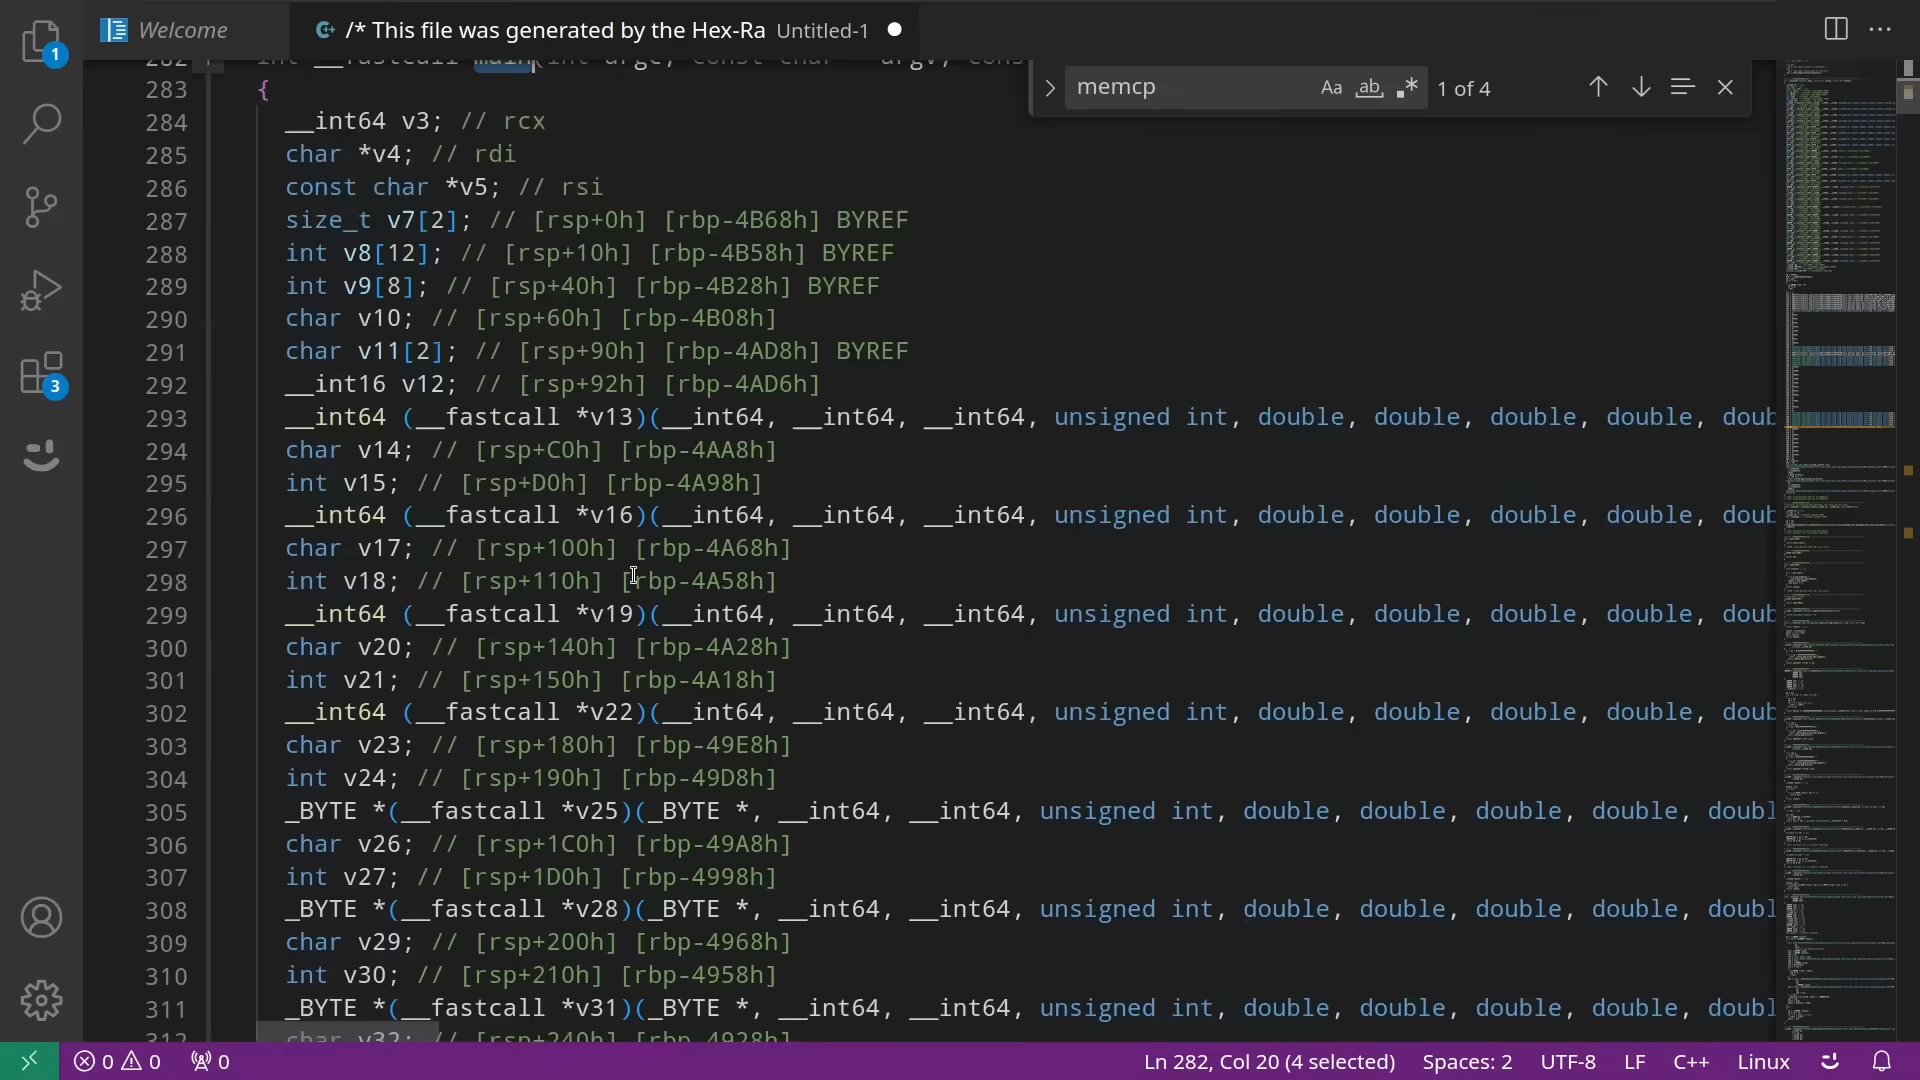 Welcome
/* This file was generated by the Hex-Ra Untitled-1
memcp
Aa ab
1 of 4
283 {
284 __int64 v3; // rcx
285 char *v4; // rdi
286 const char *v5; // rsi
287 size_t v7[2]; // [rsp+0h] [rbp-4B68h] BYREF
288 int v8[12]; // [rsp+10h] [rbp-4B58h] BYREF
289 int v9[8]; // [rsp+40h] [rbp-4B28h] BYREF
290 char v10; // [rsp+60h] [rbp-4B08h]
291 char v11[2]; // [rsp+90h] [rbp-4AD8h] BYREF
292 __int16 v12; // [rsp+92h] [rbp-4AD6h]
293 __int64 (__fastcall *v13)(__int64, __int64, __int64, unsigned int, double, double, double, double, doub
294 char v14; // [rsp+C0h] [rbp-4AA8h]
295 int v15; // [rsp+D0h] [rbp-4A98h]
296 __int64 (__fastcall *v16)(__int64, __int64, __int64, unsigned int, double, double, double, double, doub
297 char v17; // [rsp+100h] [rbp-4A68h]
298 int v18; // [rsp+110h] [rbp-4A58h]
299 __int64 (__fastcall *v19)(__int64, __int64, __int64, unsigned int, double, double, double, double, doub
300 char v20; // [rsp+140h] [rbp-4A28h]
301 int v21; // [rsp+150h] [rbp-4A18h]
302 __int64 (__fastcall *v22)(__int64, __int64, __int64, unsigned int, double, double, double, double, doub
303 char v23; // [rsp+180h] [rbp-49E8h]
304 int v24; // [rsp+190h] [rbp-49D8h]
305 _BYTE *(__fastcall *v25)(_BYTE *, __int64, __int64, unsigned int, double, double, double, double, doubl
306 char v26; // [rsp+1C0h] [rbp-49A8h]
307 int v27; // [rsp+1D0h] [rbp-4998h]
308 _BYTE *(__fastcall *v28)(_BYTE *, __int64, __int64, unsigned int, double, double, double, double, doubl
309 char v29; // [rsp+200h] [rbp-4968h]
310 int v30; // [rsp+210h] [rbp-4958h]
311 _BYTE *(__fastcall *v31)(_BYTE *, __int64, __int64, unsigned int, double, double, double, double, doubl
312 char v32; // [rsp+240h] [rbp-4928h]
1
3
0 0 0
Ln 282, Col 20 (4 selected) Spaces: 2 UTF-8 LF C++ Linux